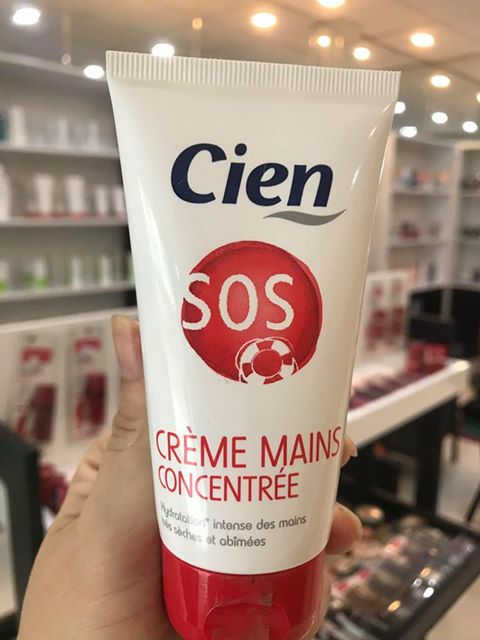 Cien
SOS
CRÈME MAINS
CONCENTRÉE
Hydratation* intense des mains
très sèches et abîmées